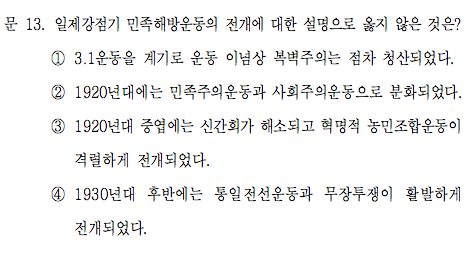 문 13. 일제강점기 민족해방운동의 전개에 대한 설명으로 옳지 않은 것은?
① 3.1운동을 계기로 운동 이념상 복벽주의는 점차 청산되었다.
② 1920년대에는 민족주의운동과 사회주의운동으로 분화되었다.
③ 1920년대 중엽에는 신간회가 해소되고 혁명적 농민조합운동이
격렬하게 전개되었다.
④ 1930년대 후반에는 통일전선운동과 무장투쟁이 활발하게
전개되었다.